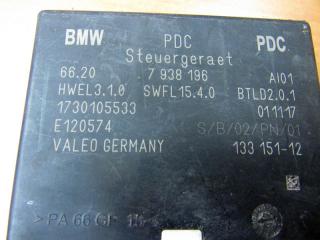 BMW PDC PDC
Steuergeraet
66.20 7 938 196 AI01
HWEL3.1.0 SWFL15.4.0 BTLD2.0.1
1730105533 011117
E120574 S/B/02/PN/01
VALEO GERMANY 133 151-12
>PA 66 GF 15<